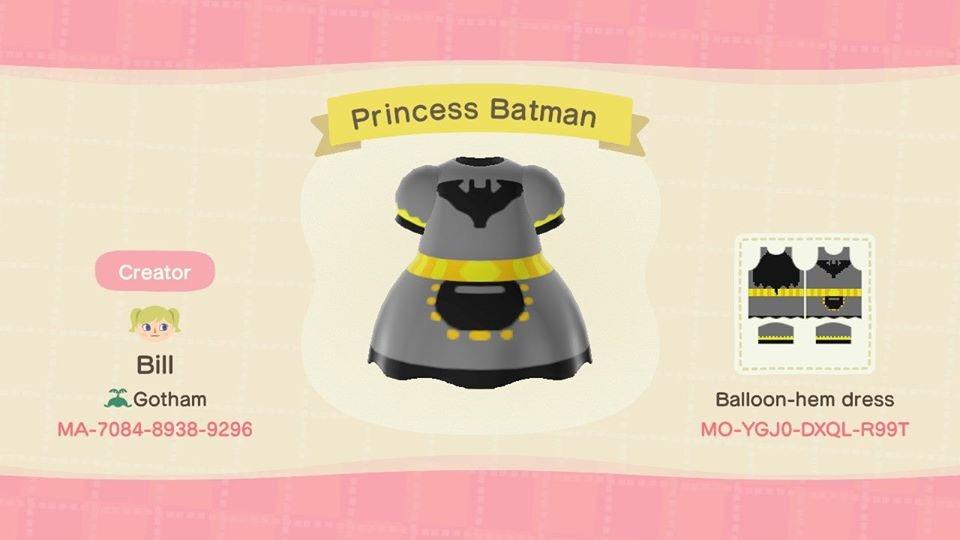 Princess Batman
Creator
Bill
Gotham
MA-7084-8938-9296
Balloon-hem dress
MO-YGJ0-DXQL-R99T